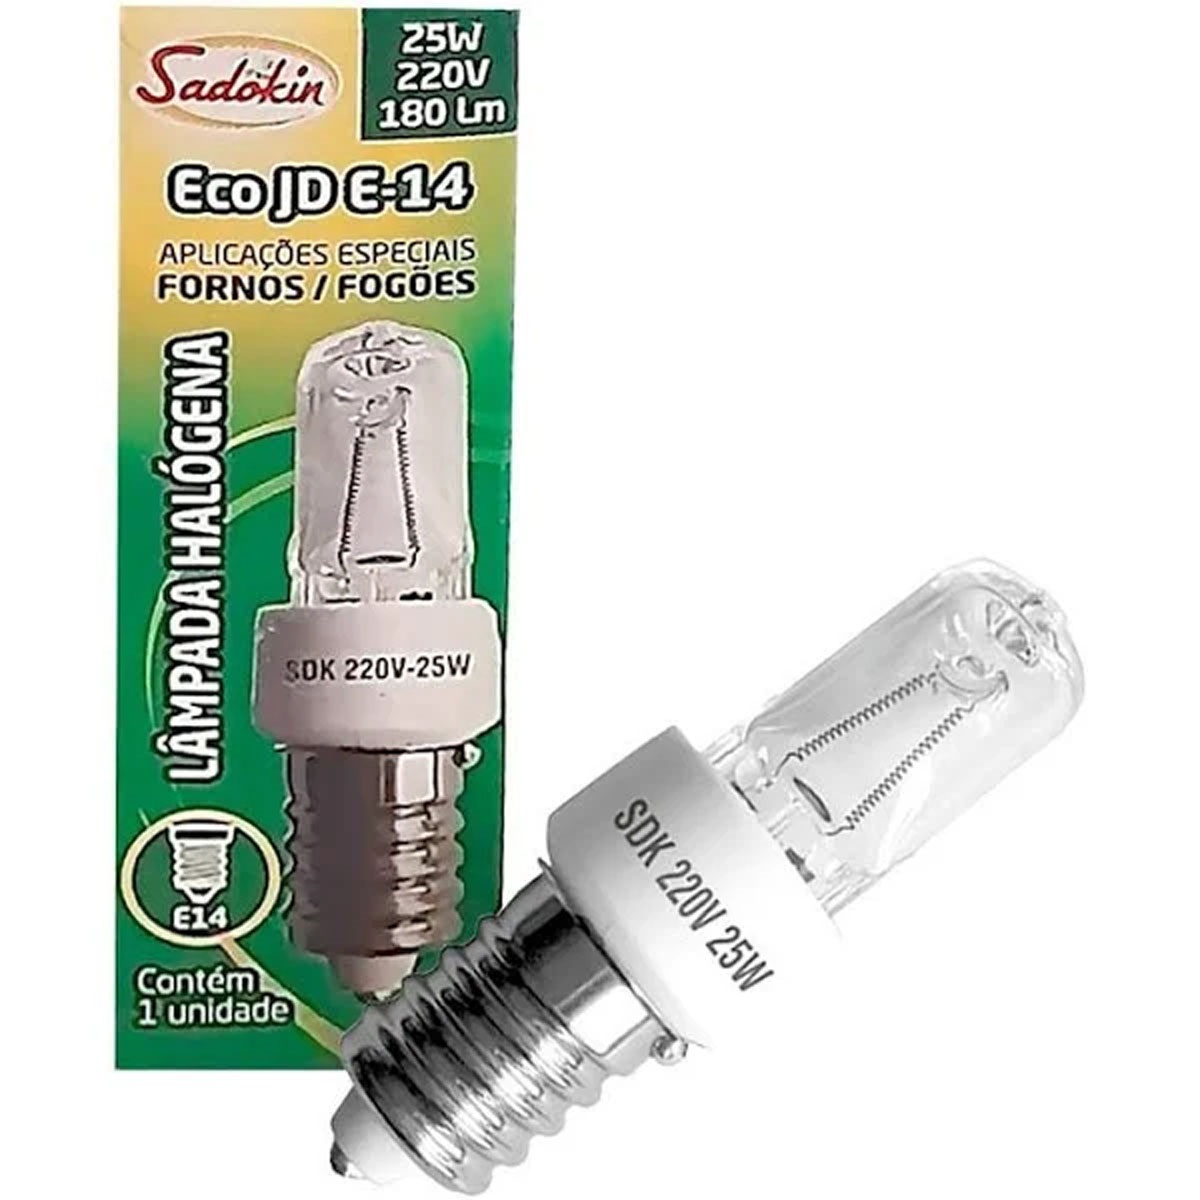 Sadokin
25W
220V
180 Lm
Eco JD E-14
APLICAÇÕES ESPECIAIS
FORNOS / FOGÕES
LÂMPADA HALÓGENA
SDK 220V-25W
E14
Contém
1 unidade
SDK 220V 25W